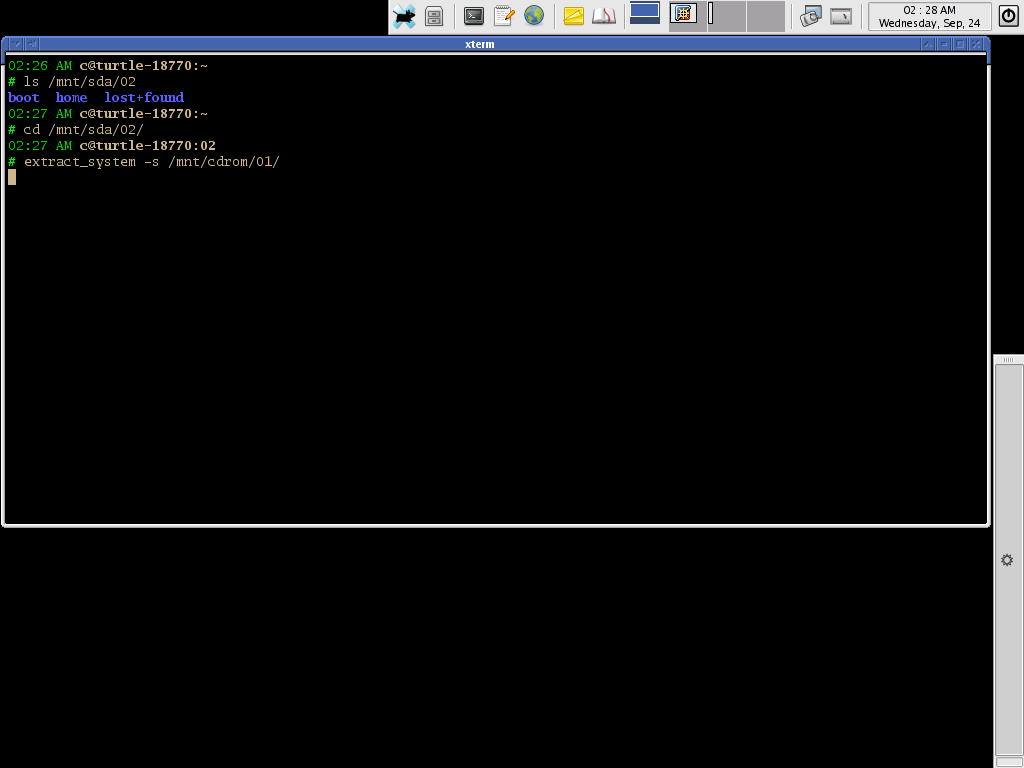 02 : 28 AM
Wednesday, Sep, 24
xterm
02:26 AM c@turtle-18770:~
# ls /mnt/sda/02
boot  home  lost+found
02:27 AM c@turtle-18770:~
# cd /mnt/sda/02/
02:27 AM c@turtle-18770:02
# extract_system -s /mnt/cdrom/01/